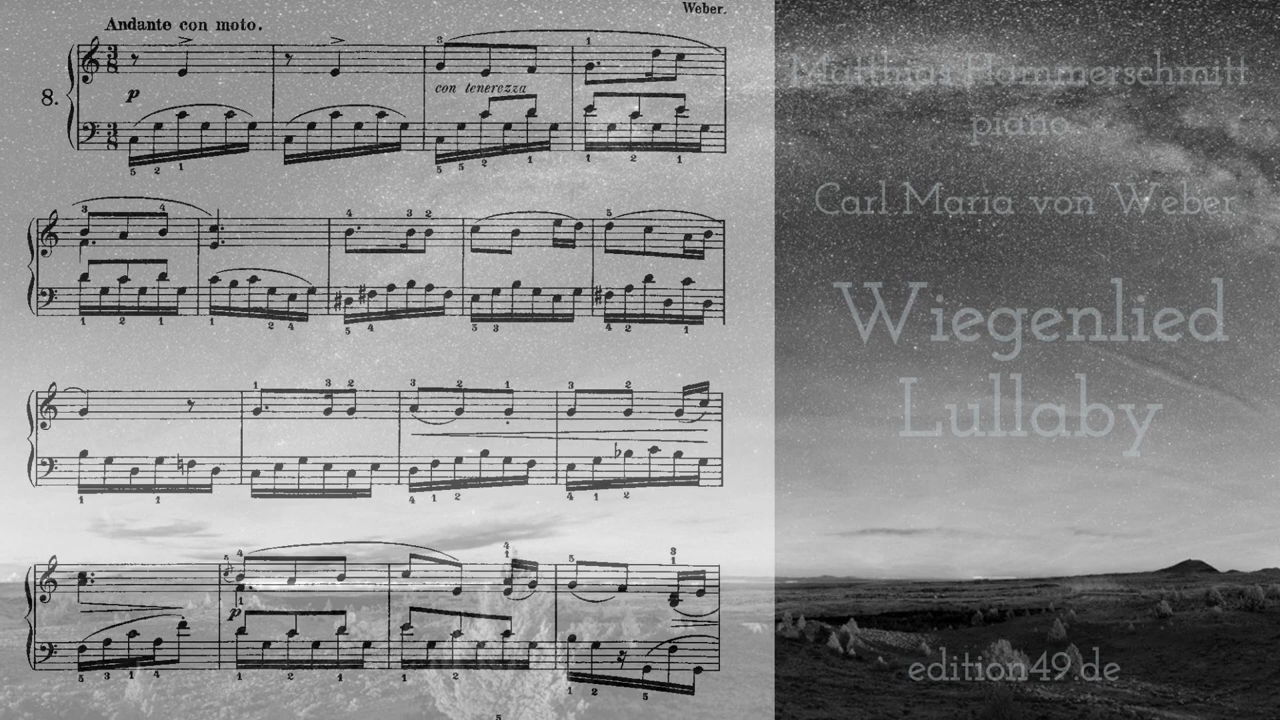 Weber.
Andante con moto.
8.
p
con tenerezza
p
Matthias Hammerschmitt
piano
Carl Maria von Weber
Wiegenlied
Lullaby
edition49.de